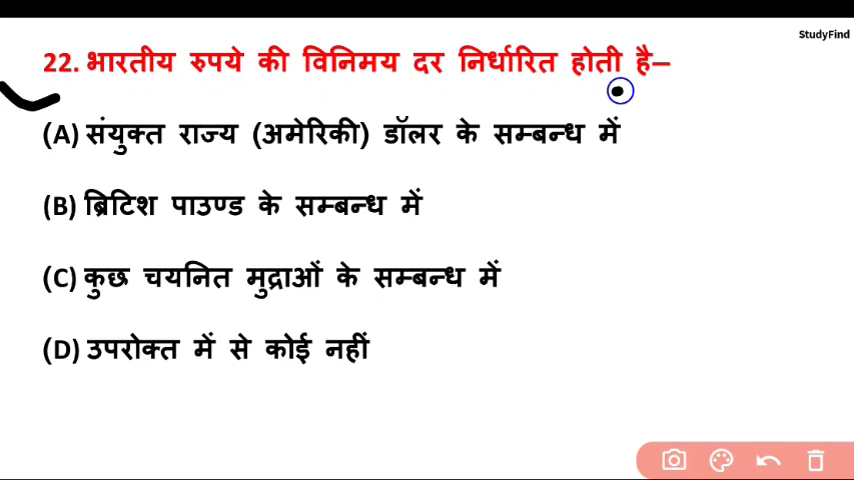 StudyFind
22. भारतीय रुपये की विनिमय दर निर्धारित होती है–
(A) संयुक्त राज्य (अमेरिकी) डॉलर के सम्बन्ध में
(B) ब्रिटिश पाउण्ड के सम्बन्ध में
(C) कुछ चयनित मुद्राओं के सम्बन्ध में
(D) उपरोक्त में से कोई नहीं